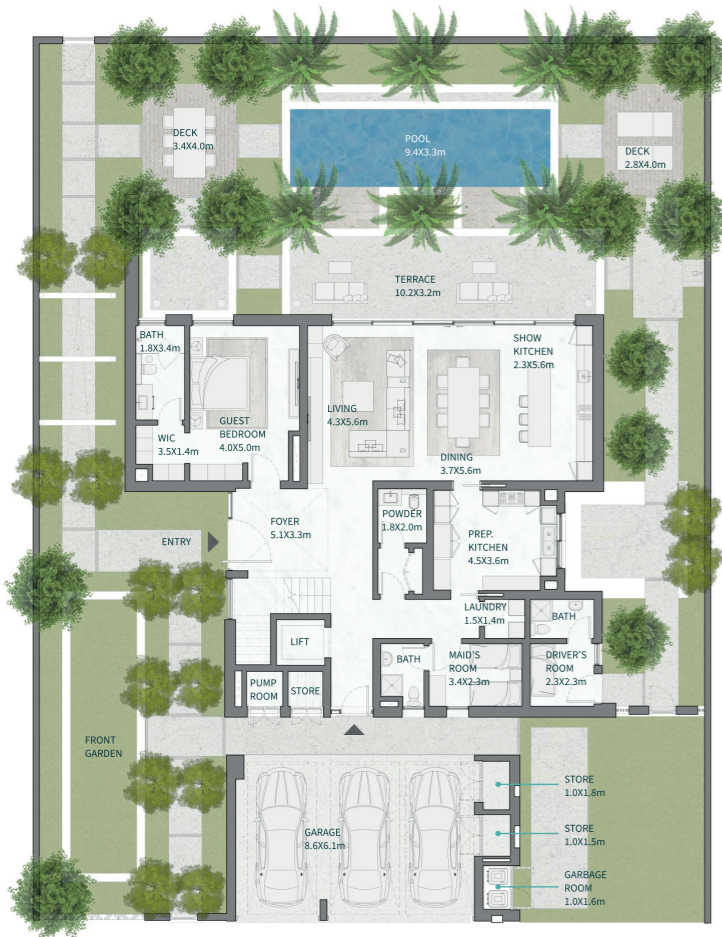 DECK
3.4X4.0m
POOL
9.4X3.3m
DECK
2.8X4.0m
TERRACE
10.2X3.2m
BATH
1.8X3.4m
SHOW
KITCHEN
2.3X5.6m
LIVING
4.3X5.6m
GUEST
BEDROOM
4.0X5.0m
WIC
3.5X1.4m
DINING
3.7X5.6m
POWDER
1.8X2.0m
FOYER
5.1X3.3m
ENTRY
PREP.
KITCHEN
4.5X3.6m
LAUNDRY
1.5X1.4m
BATH
LIFT
BATH
MAID'S
ROOM
3.4X2.3m
DRIVER'S
ROOM
2.3X2.3m
PUMP
ROOM
STORE
FRONT
GARDEN
STORE
1.0X1.8m
GARAGE
8.6X6.1m
STORE
1.0X1.5m
GARBAGE
ROOM
1.0X1.6m